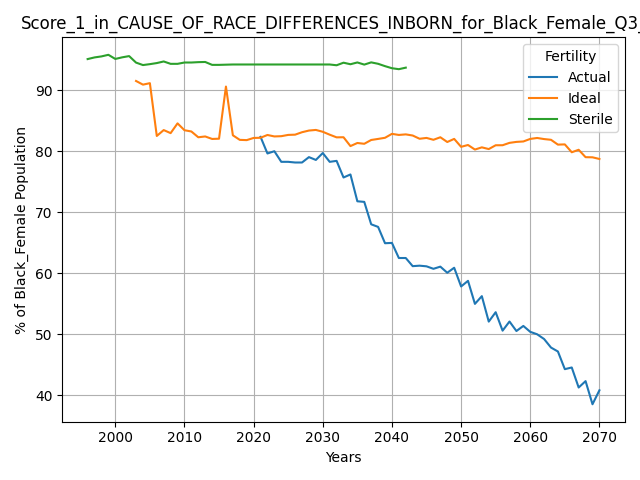 Score_1_in_CAUSE_OF_RACE_DIFFERENCES_INBORN_for_Black_Female_Q3_
Fertility
Actual
Ideal
Sterile
% of Black_Female Population
90
80
70
60
50
40
2000 2010 2020 2030 2040 2050 2060 2070
Years